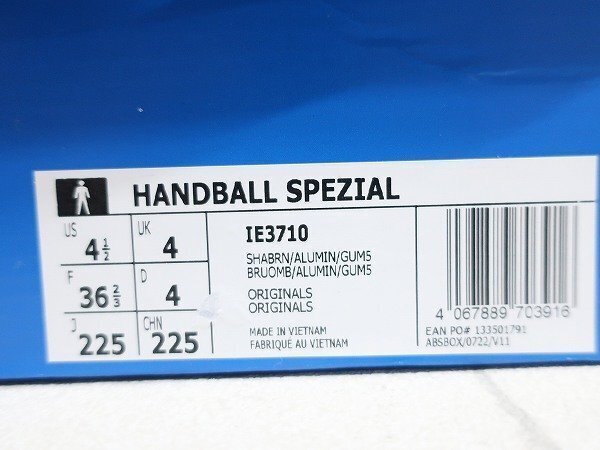 HANDBALL SPEZIAL
US 4 1/2 UK 4
F 36 2/3 D 4
J 225 CHN 225
IE3710
SHABRN/ALUMIN/GUM5
BRUOMB/ALUMIN/GUM5
ORIGINALS
ORIGINALS
MADE IN VIETNAM
FABRIQUÉ AU VIETNAM
4 067889 703916
EAN PO# 133501791
ABSBOX/0722/V11